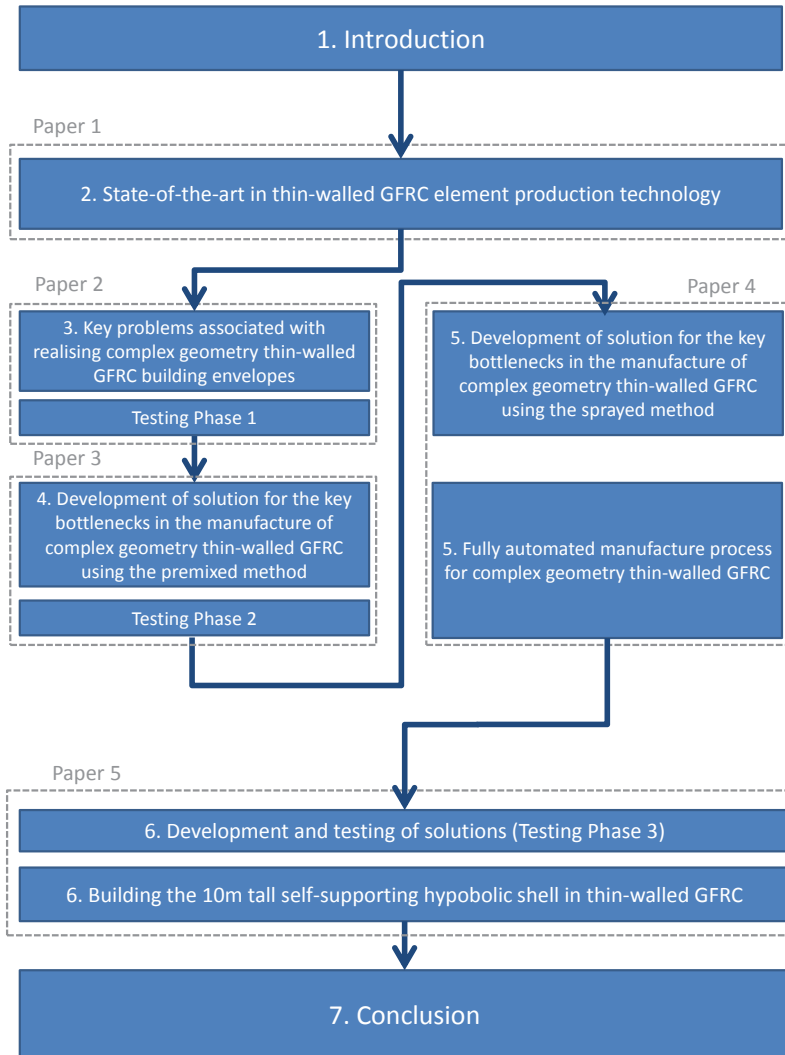 1. Introduction
Paper 1
2. State-of-the-art in thin-walled GFRC element production technology
Paper 2
3. Key problems associated with
realising complex geometry thin-walled
GFRC building envelopes
Testing Phase 1
Paper 3
4. Development of solution for the key
bottlenecks in the manufacture of
complex geometry thin-walled GFRC
using the premixed method
Testing Phase 2
Paper 4
5. Development of solution for the key
bottlenecks in the manufacture of
complex geometry thin-walled GFRC
using the sprayed method
5. Fully automated manufacture process
for complex geometry thin-walled GFRC
Paper 5
6. Development and testing of solutions (Testing Phase 3)
6. Building the 10m tall self-supporting hypobolic shell in thin-walled GFRC
7. Conclusion